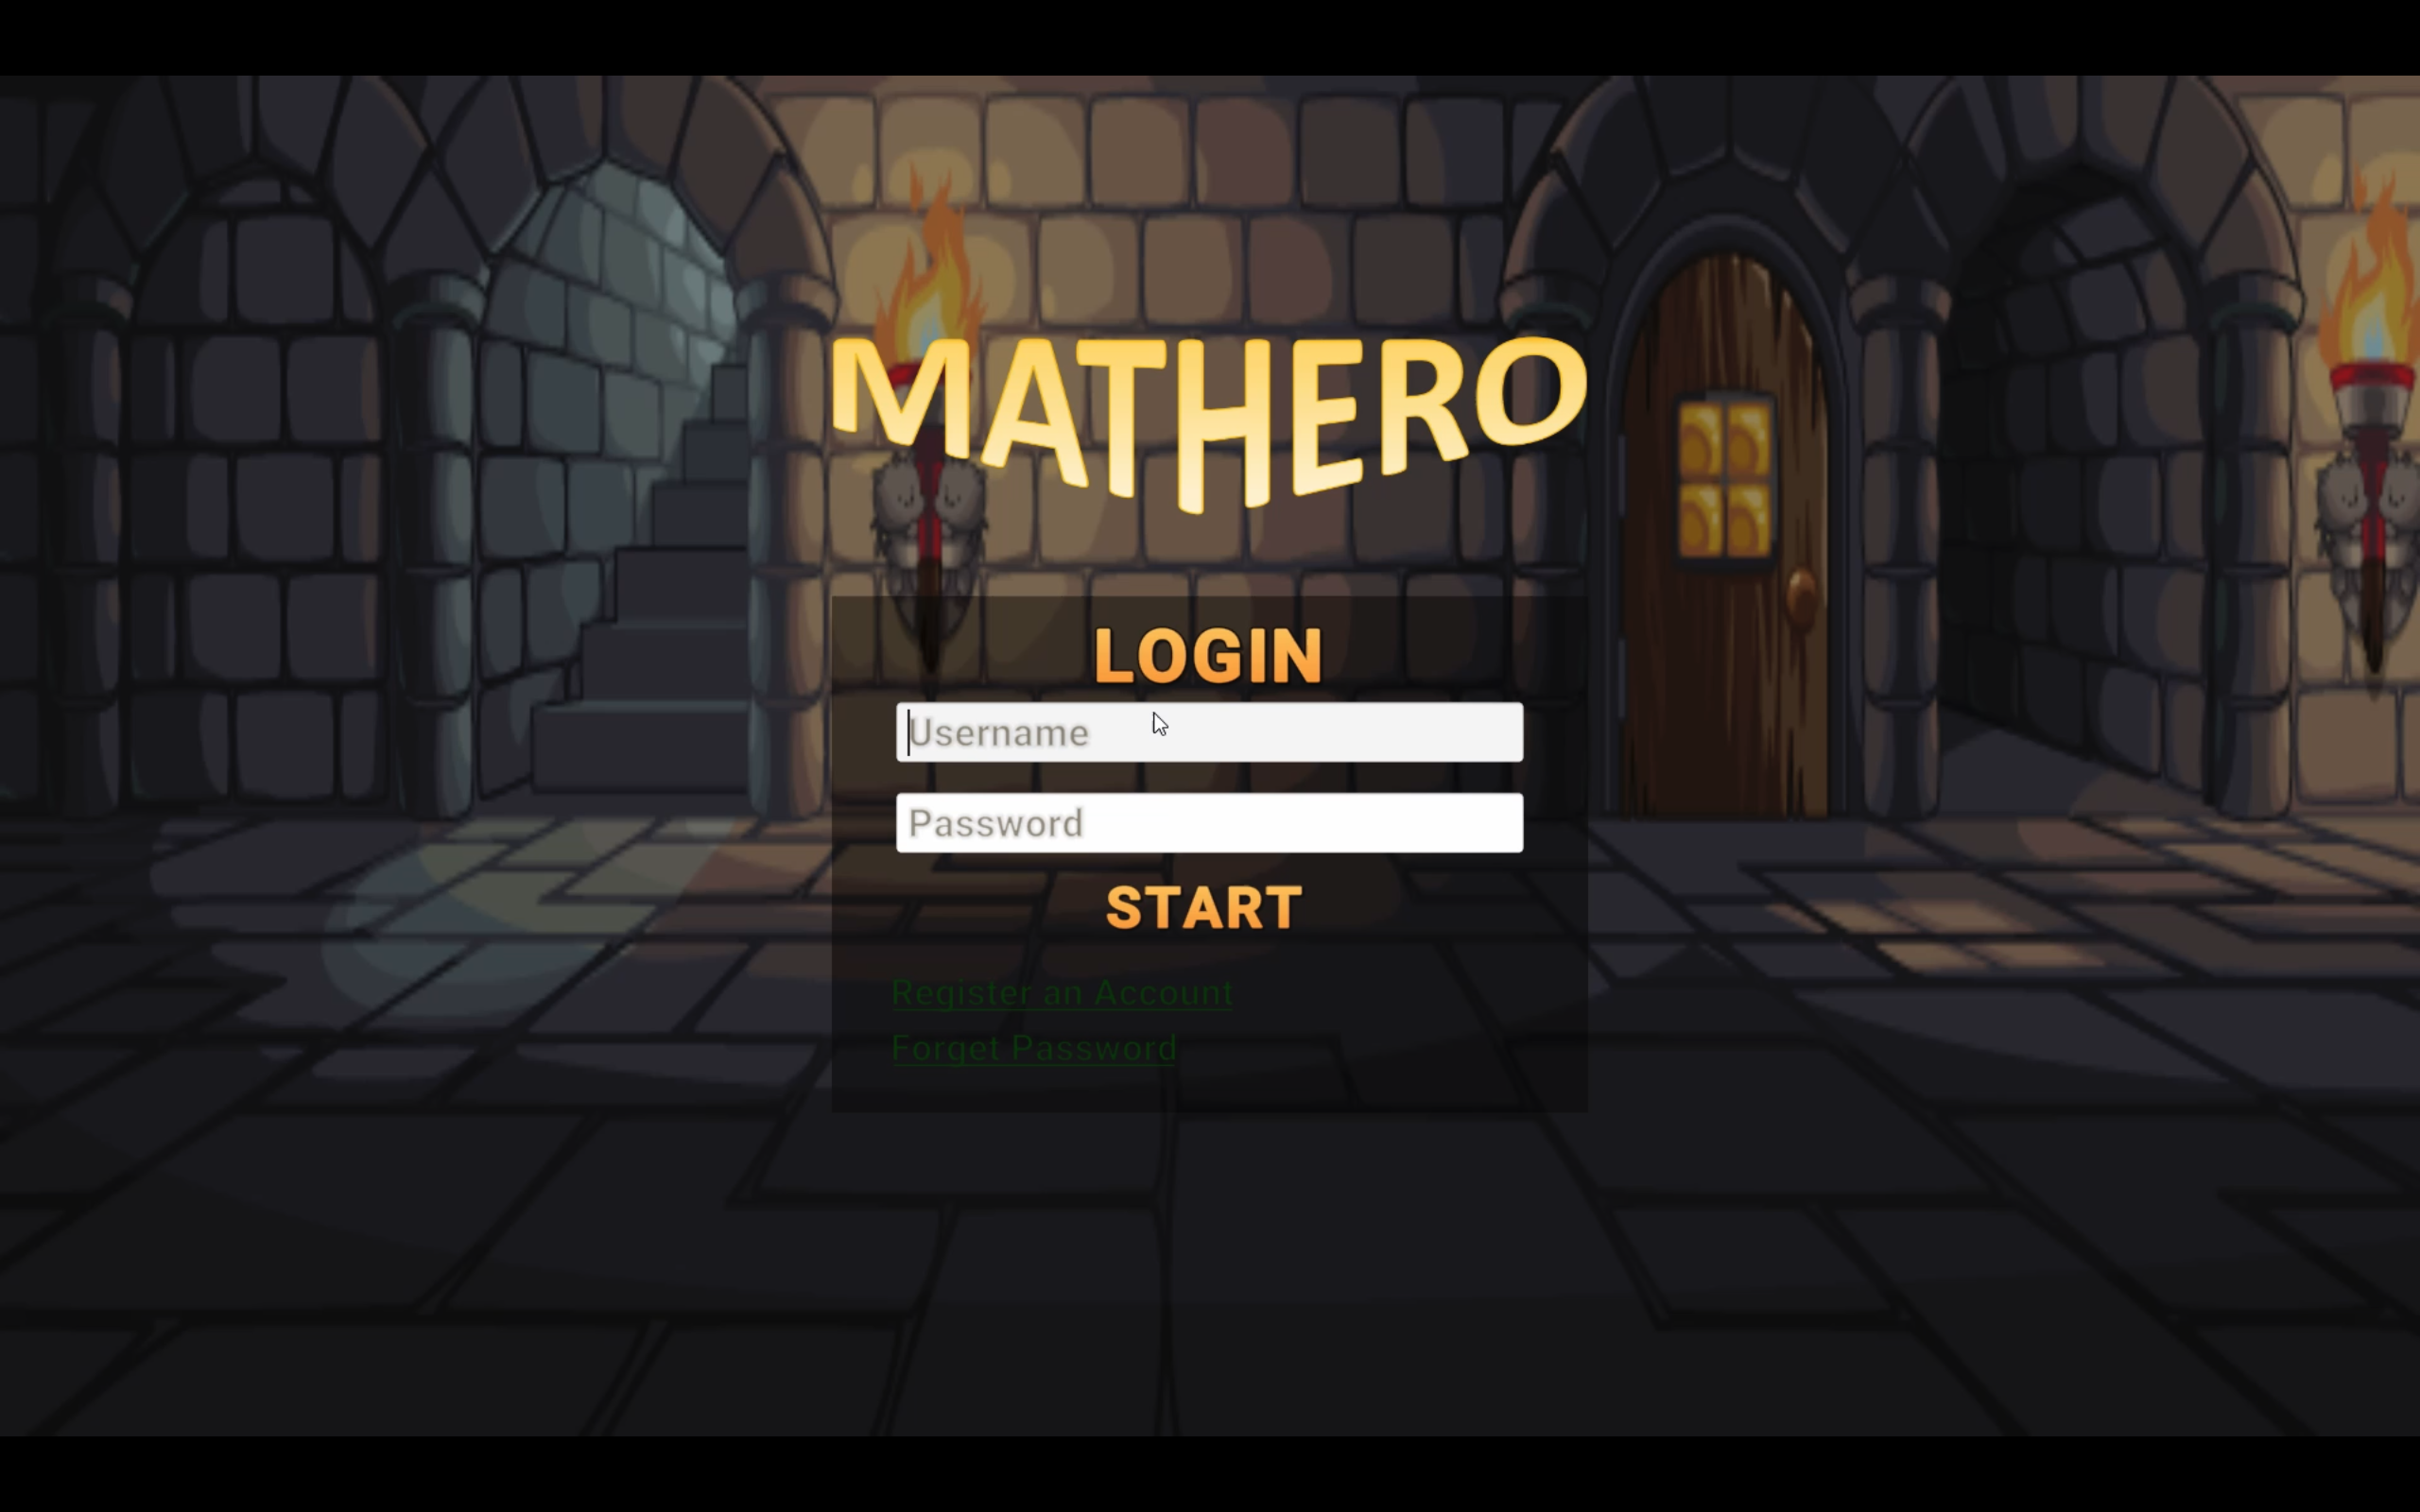 MATHERO
LOGIN
Username
Password
START
Register an Account
Forget Password